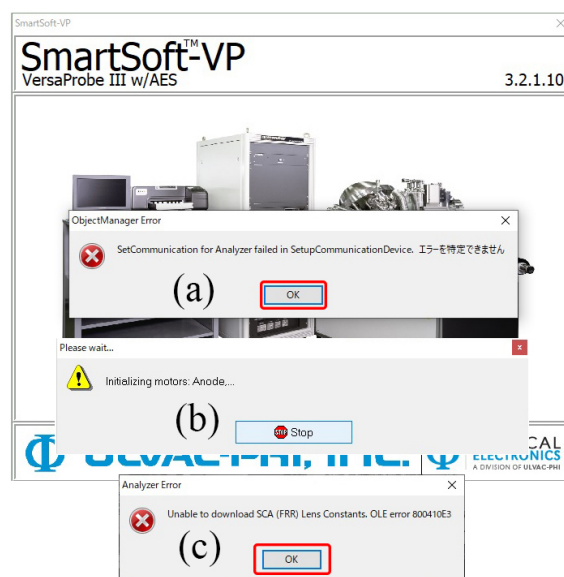 SmartSoft-VP
SmartSoft™-VP
VersaProbe III w/AES
3.2.1.10
ObjectManager Error
SetCommunication for Analyzer failed in SetupCommunicationDevice. エラーを特定できません
(a)
OK
Please wait...
Initializing motors: Anode,...
(b)
STOP
Stop
ULVAC-PHI, INC.
CAL
ELECTRONICS
A DIVISION OF ULVAC-PHI
Analyzer Error
Unable to download SCA (FRR) Lens Constants. OLE error 800410E3
(c)
OK